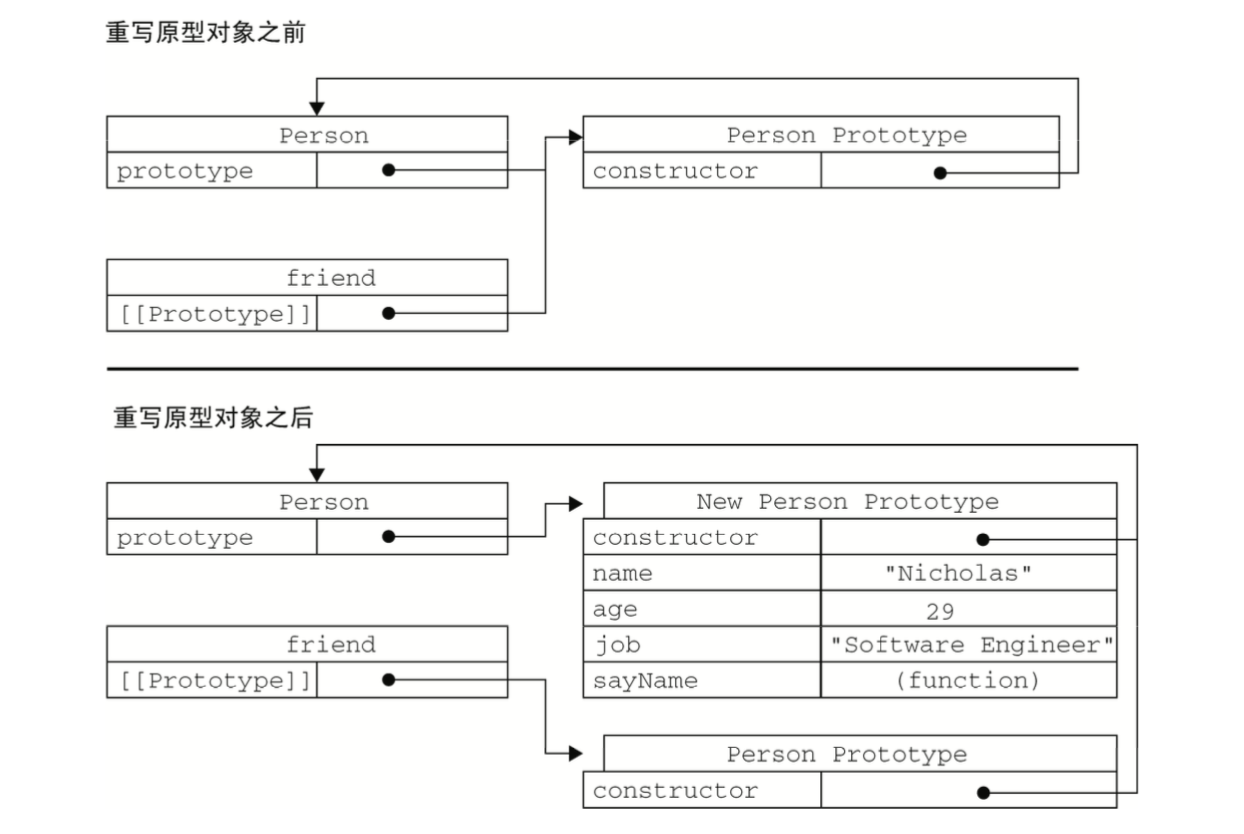 重写原型对象之前
Person
prototype
Person Prototype
constructor
friend
[[Prototype]]
重写原型对象之后
Person
prototype
New Person Prototype
constructor
name "Nicholas"
age 29
job "Software Engineer"
sayName (function)
friend
[[Prototype]]
Person Prototype
constructor